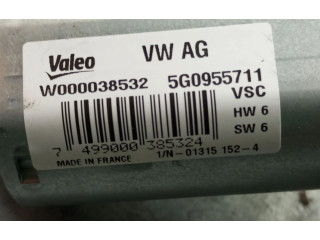 Valeo VW AG
W000038532 5G0955711
VSC
HW 6
SW 6
7 499000 385324
MADE IN FRANCE 1/N-01315 152-4